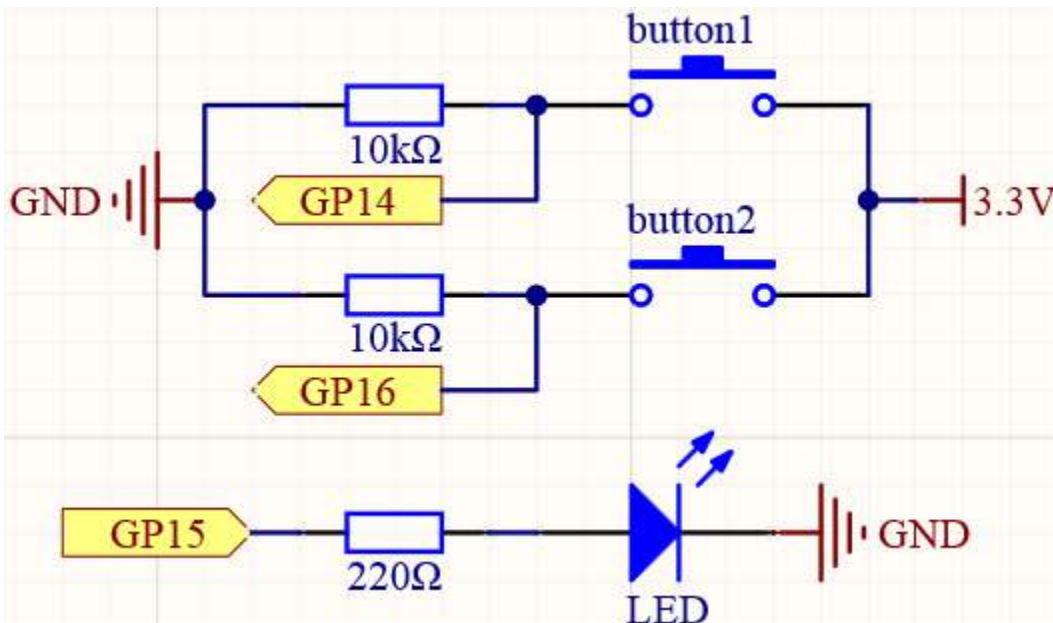 button1
10kΩ
GND
GP14
3.3V
button2
10kΩ
GP16
GP15
GND
220Ω
LED